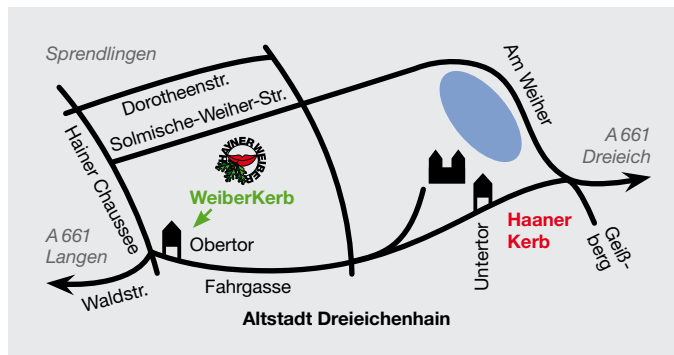 Sprendlingen
Dorotheenstr.
Solmische-Weiher-Str.
Am Weiher
Hainer Chaussee
HAYNER WEIBER
WeiberKerb
A 661
Dreieich
A 661
Langen
Obertor
Untertor
Haaner
Kerb
Geiß-
berg
Waldstr.
Fahrgasse
Altstadt Dreieichenhain